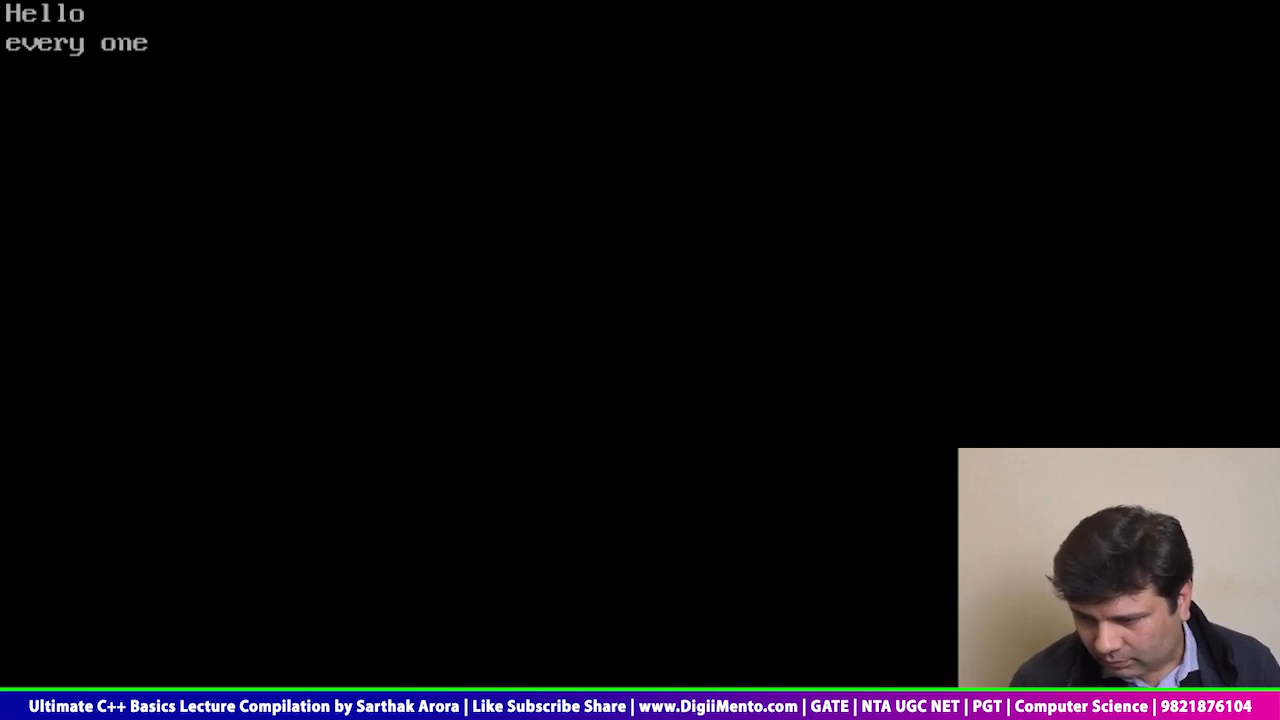 Hello
every one
Ultimate C++ Basics Lecture Compilation by Sarthak Arora | Like Subscribe Share | www.DigiiMento.com | GATE | NTA UGC NET | PGT | Computer Science | 9821876104